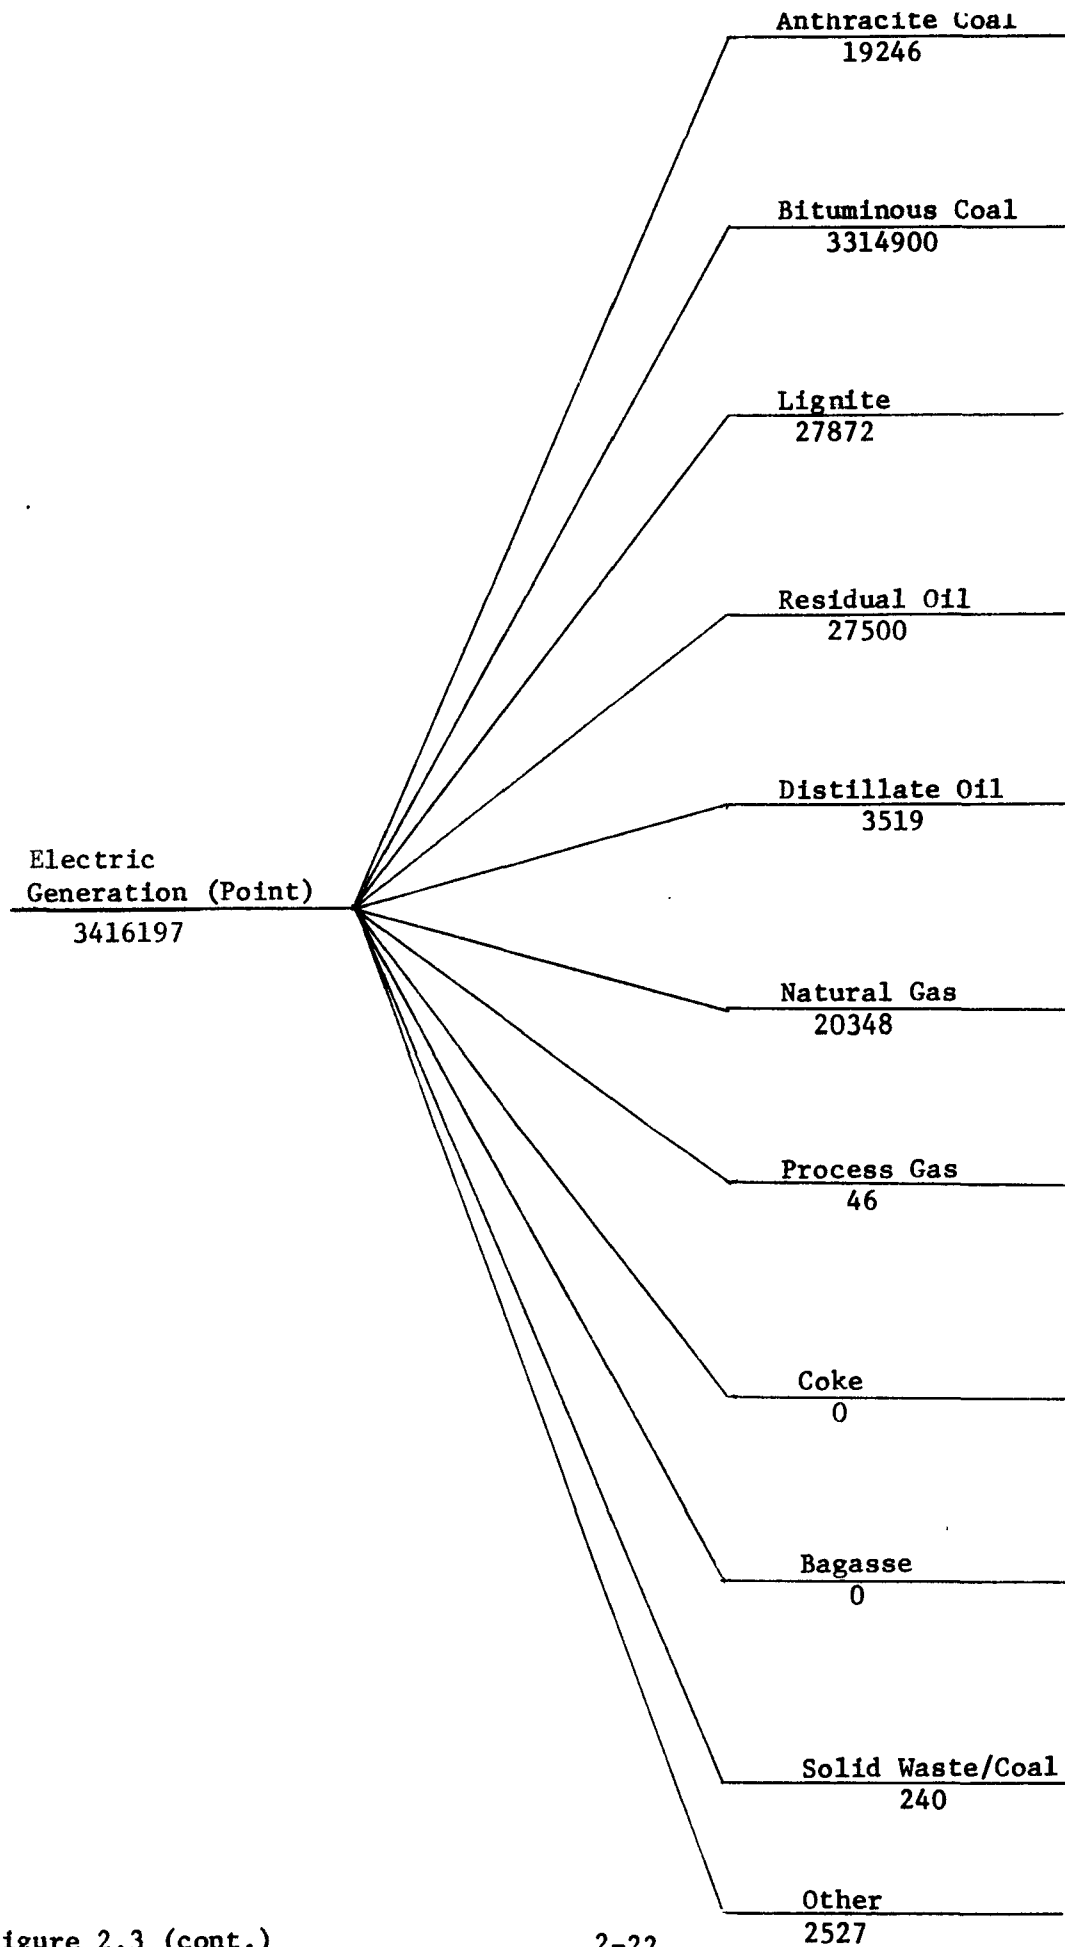 Anthracite Coal
19246
Bituminous Coal
3314900
Lignite
27872
Residual Oil
27500
Distillate Oil
3519
Electric
Generation (Point)
3416197
Natural Gas
20348
Process Gas
46
Coke
0
Bagasse
0
Solid Waste/Coal
240
Other
2527
igure 2.3 (cont.)
2-22